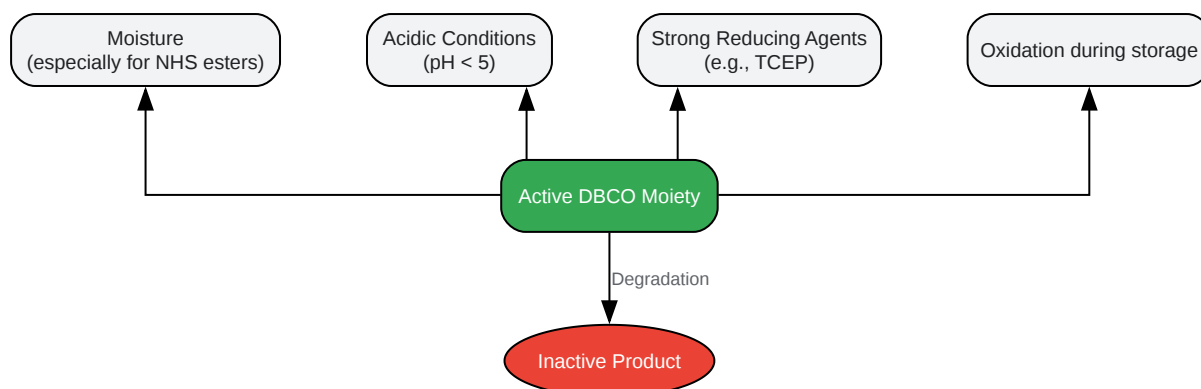 Moisture
(especially for NHS esters)
Acidic Conditions
(pH < 5)
Strong Reducing Agents
(e.g., TCEP)
Oxidation during storage
Active DBCO Moiety
Degradation
Inactive Product